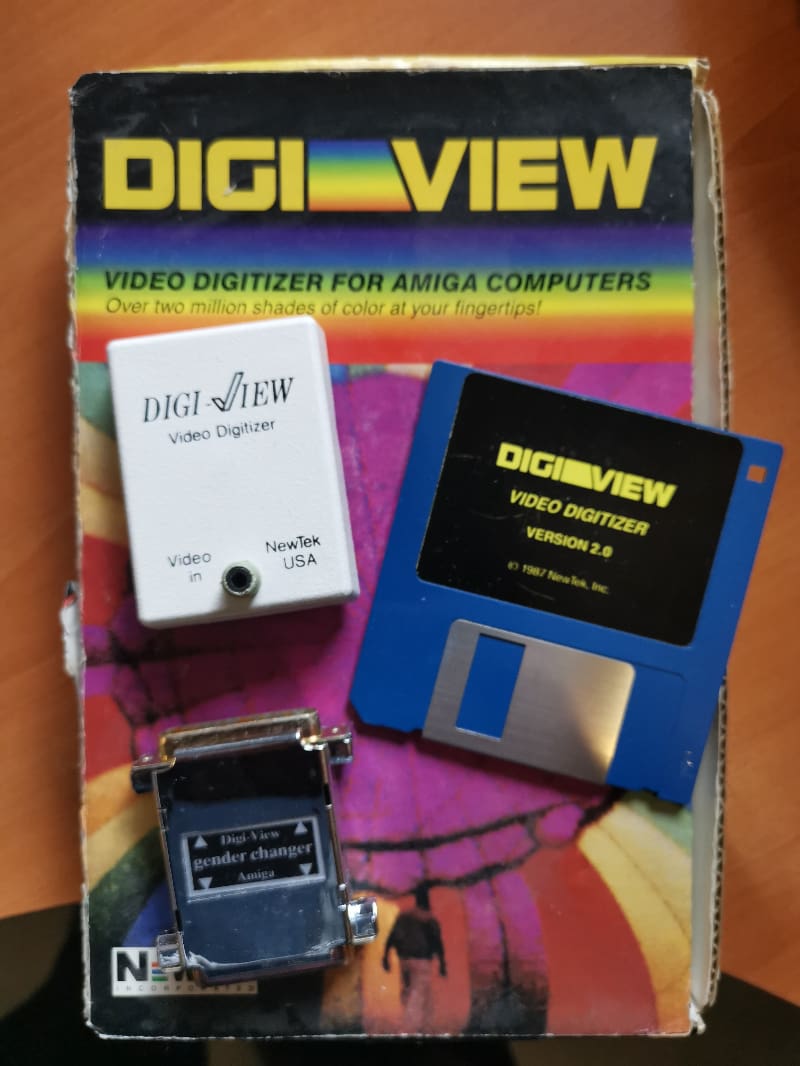 DIGI VIEW
VIDEO DIGITIZER FOR AMIGA COMPUTERS
Over two million shades of color at your fingertips!
DIGI-VIEW
Video Digitizer
Video
in
NewTek
USA
DIGI VIEW
VIDEO DIGITIZER
VERSION 2.0
© 1987 NewTek, Inc.
Digi-View
gender changer
Amiga
INCORPORATED